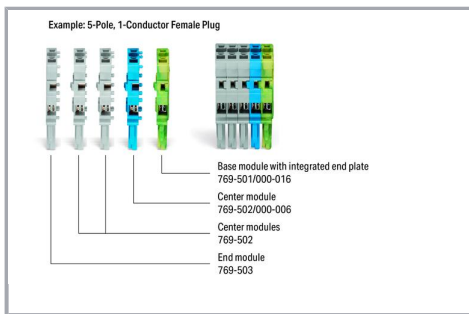 Example: 5-Pole, 1-Conductor Female Plug
Base module with integrated end plate
769-501/000-016
Center module
769-502/000-006
Center modules
769-502
End module
769-503